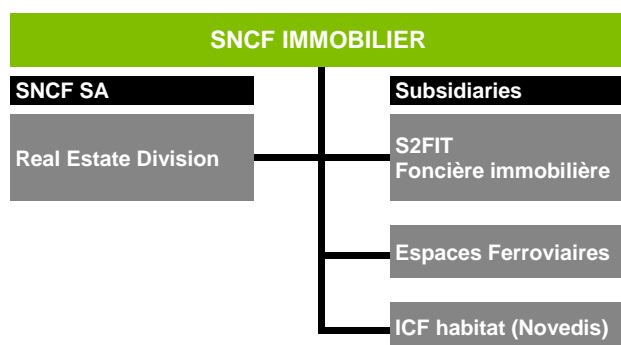 SNCF IMMOBILIER
SNCF SA
Subsidiaries
Real Estate Division
S2FIT
Foncière immobilière
Espaces Ferroviaires
ICF habitat (Novedis)